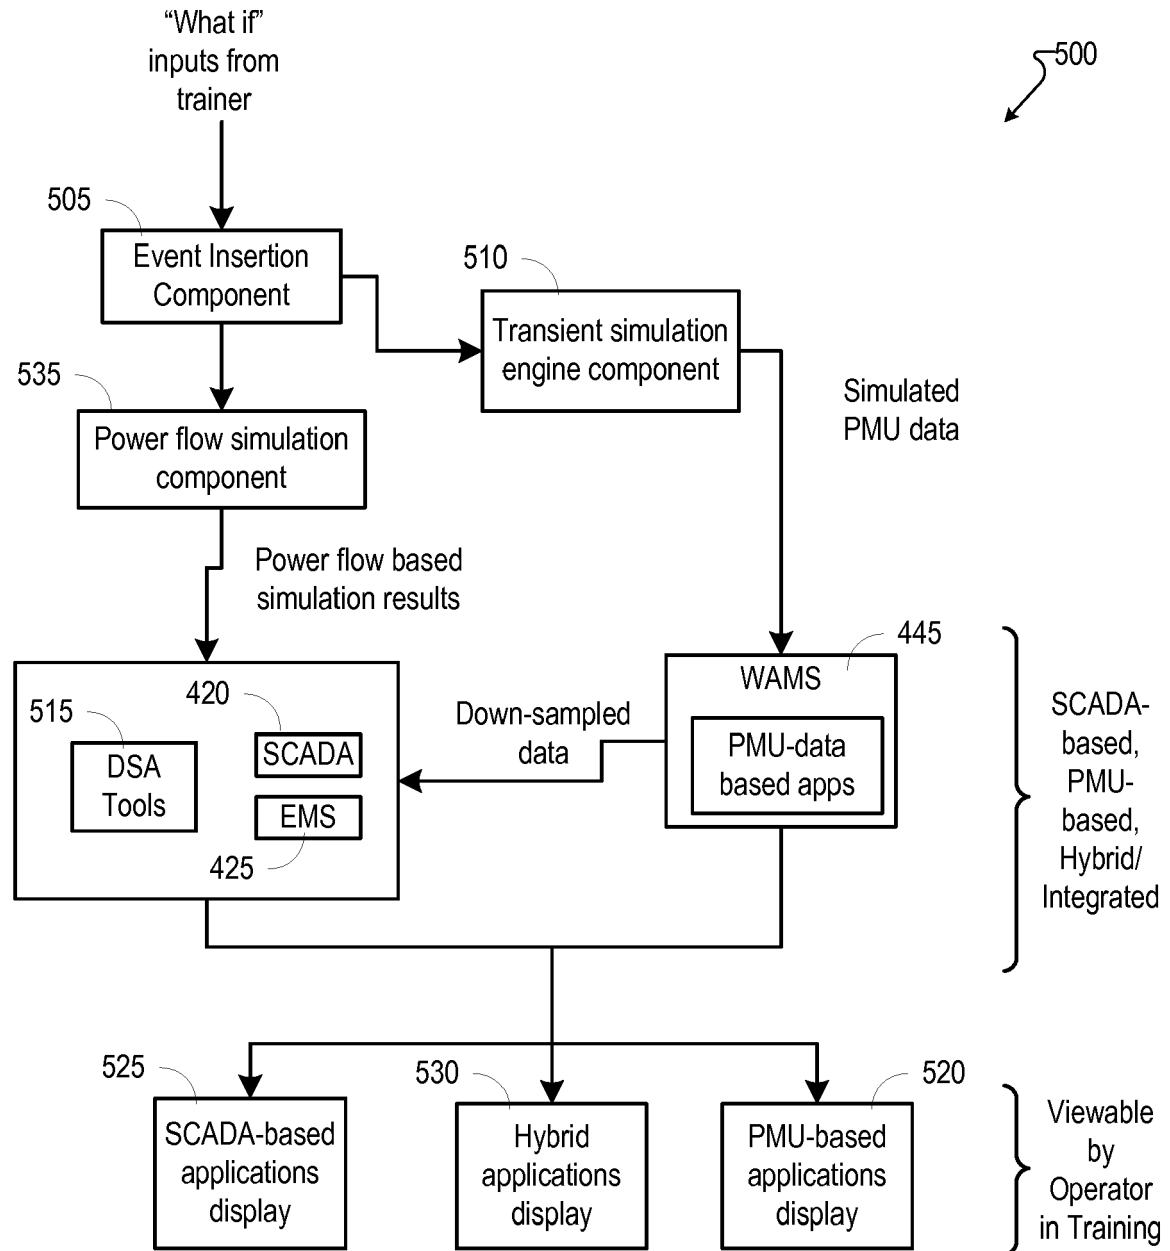 “What if”
inputs from
trainer
500
505
Event Insertion
Component
510
Transient simulation
engine component
535
Power flow simulation
component
Simulated
PMU data
Power flow based
simulation results
445
WAMS
PMU-data
based apps
420
SCADA
515
DSA
Tools
EMS
425
Down-sampled
data
SCADA-
based,
PMU-
based,
Hybrid/
Integrated
525
SCADA-based
applications
display
530
Hybrid
applications
display
520
PMU-based
applications
display
Viewable
by
Operator
in Training